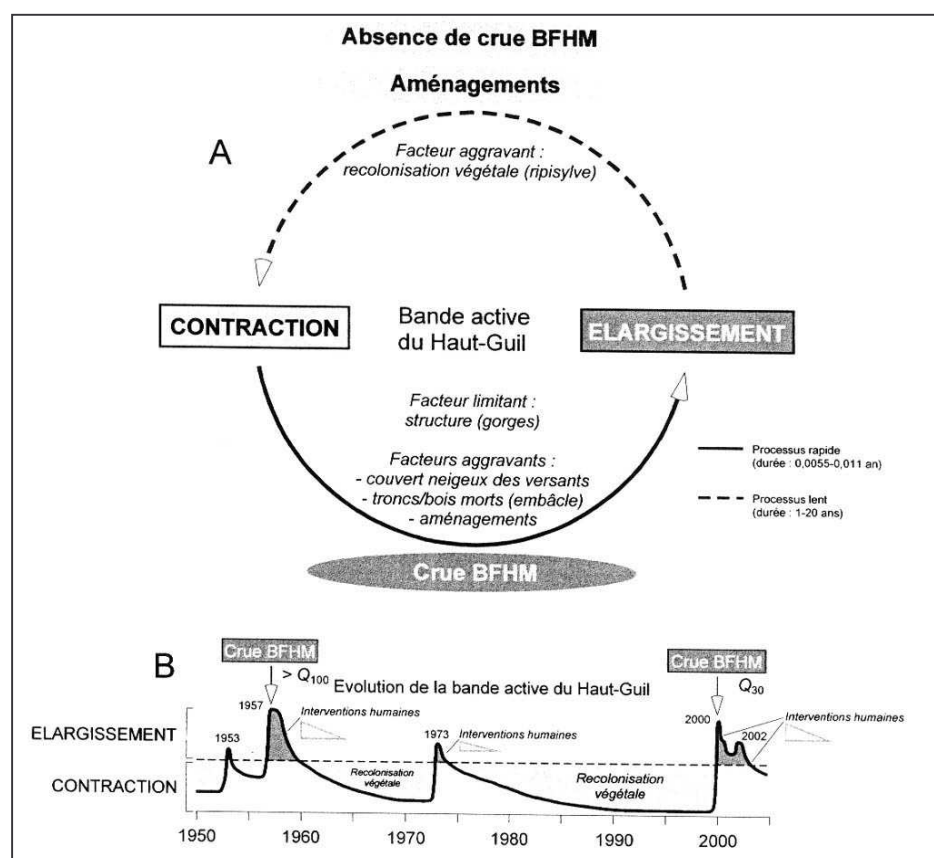 Absence de crue BFHM
Aménagements
A
Facteur aggravant :
recolonisation végétale (ripisylve)
CONTRACTION
Bande active
du Haut-Guil
ELARGISSEMENT
Facteur limitant :
structure (gorges)
Facteurs aggravants :
- couvert neigeux des versants
- troncs/bois morts (embâcle)
- aménagements
Processus rapide
(durée : 0,0055-0,011 an)
Processus lent
(durée : 1-20 ans)
Crue BFHM
B
Crue BFHM
> Q100
Evolution de la bande active du Haut-Guil
Crue BFHM
Q30
ELARGISSEMENT
CONTRACTION
1953
1957
Interventions humaines
Recolonisation
végétale
1973
Interventions humaines
Recolonisation
végétale
2000
2002
Interventions humaines
1950 1960 1970 1980 1990 2000